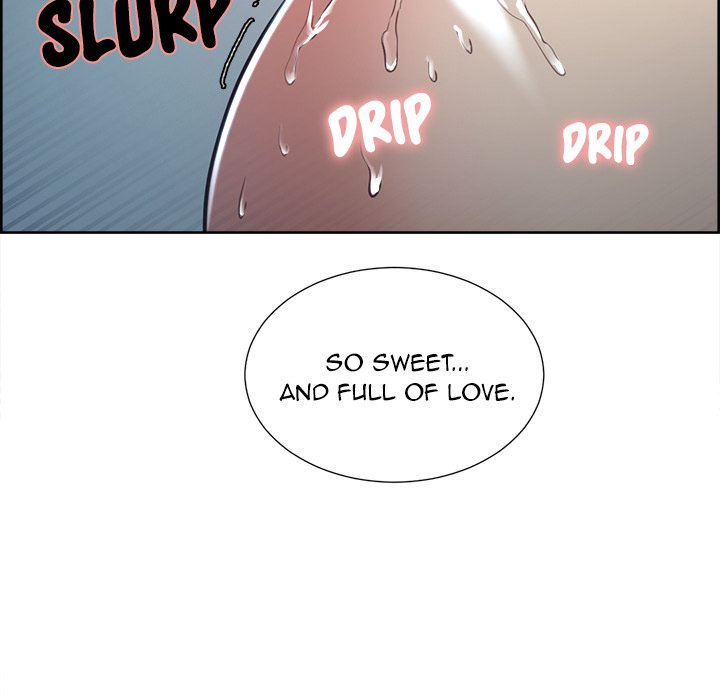 SLURP
DRIP
DRIP
SO SWEET...
AND FULL OF LOVE.